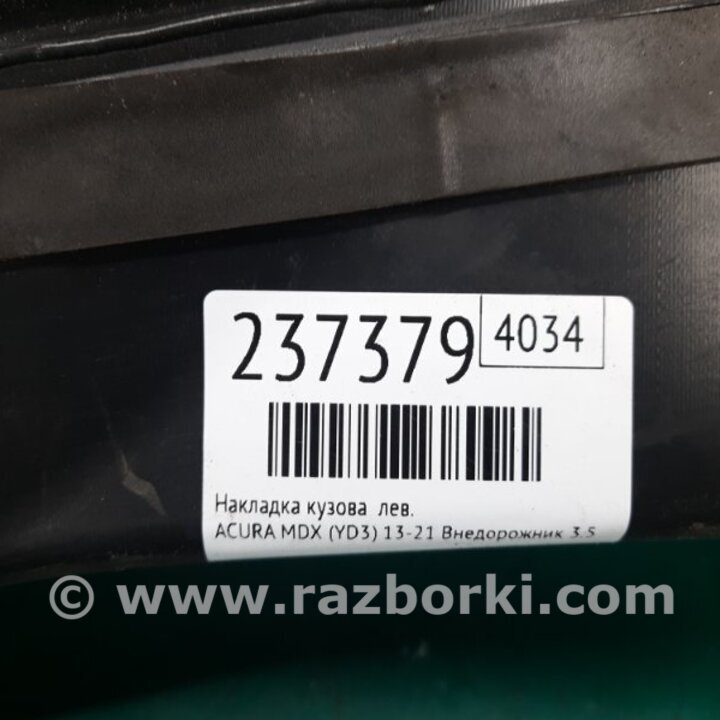 237379 4034
Накладка кузова лев.
ACURA MDX (YD3) 13-21 Внедорожник 3.5
© www.razborki.com